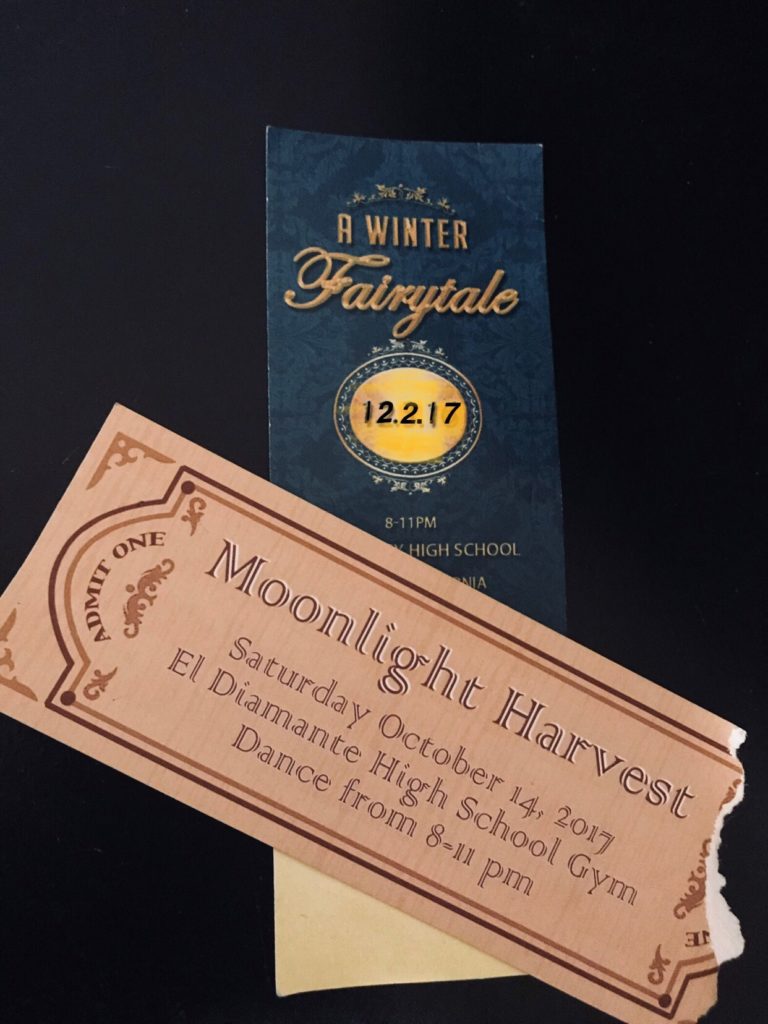 A WINTER
Fairytale
12.2.17
8-11PM
HIGH SCHOOL
ADMIT ONE
Moonlight Harvest
Saturday October 14, 2017
El Diamante High School Gym
Dance from 8-11 pm